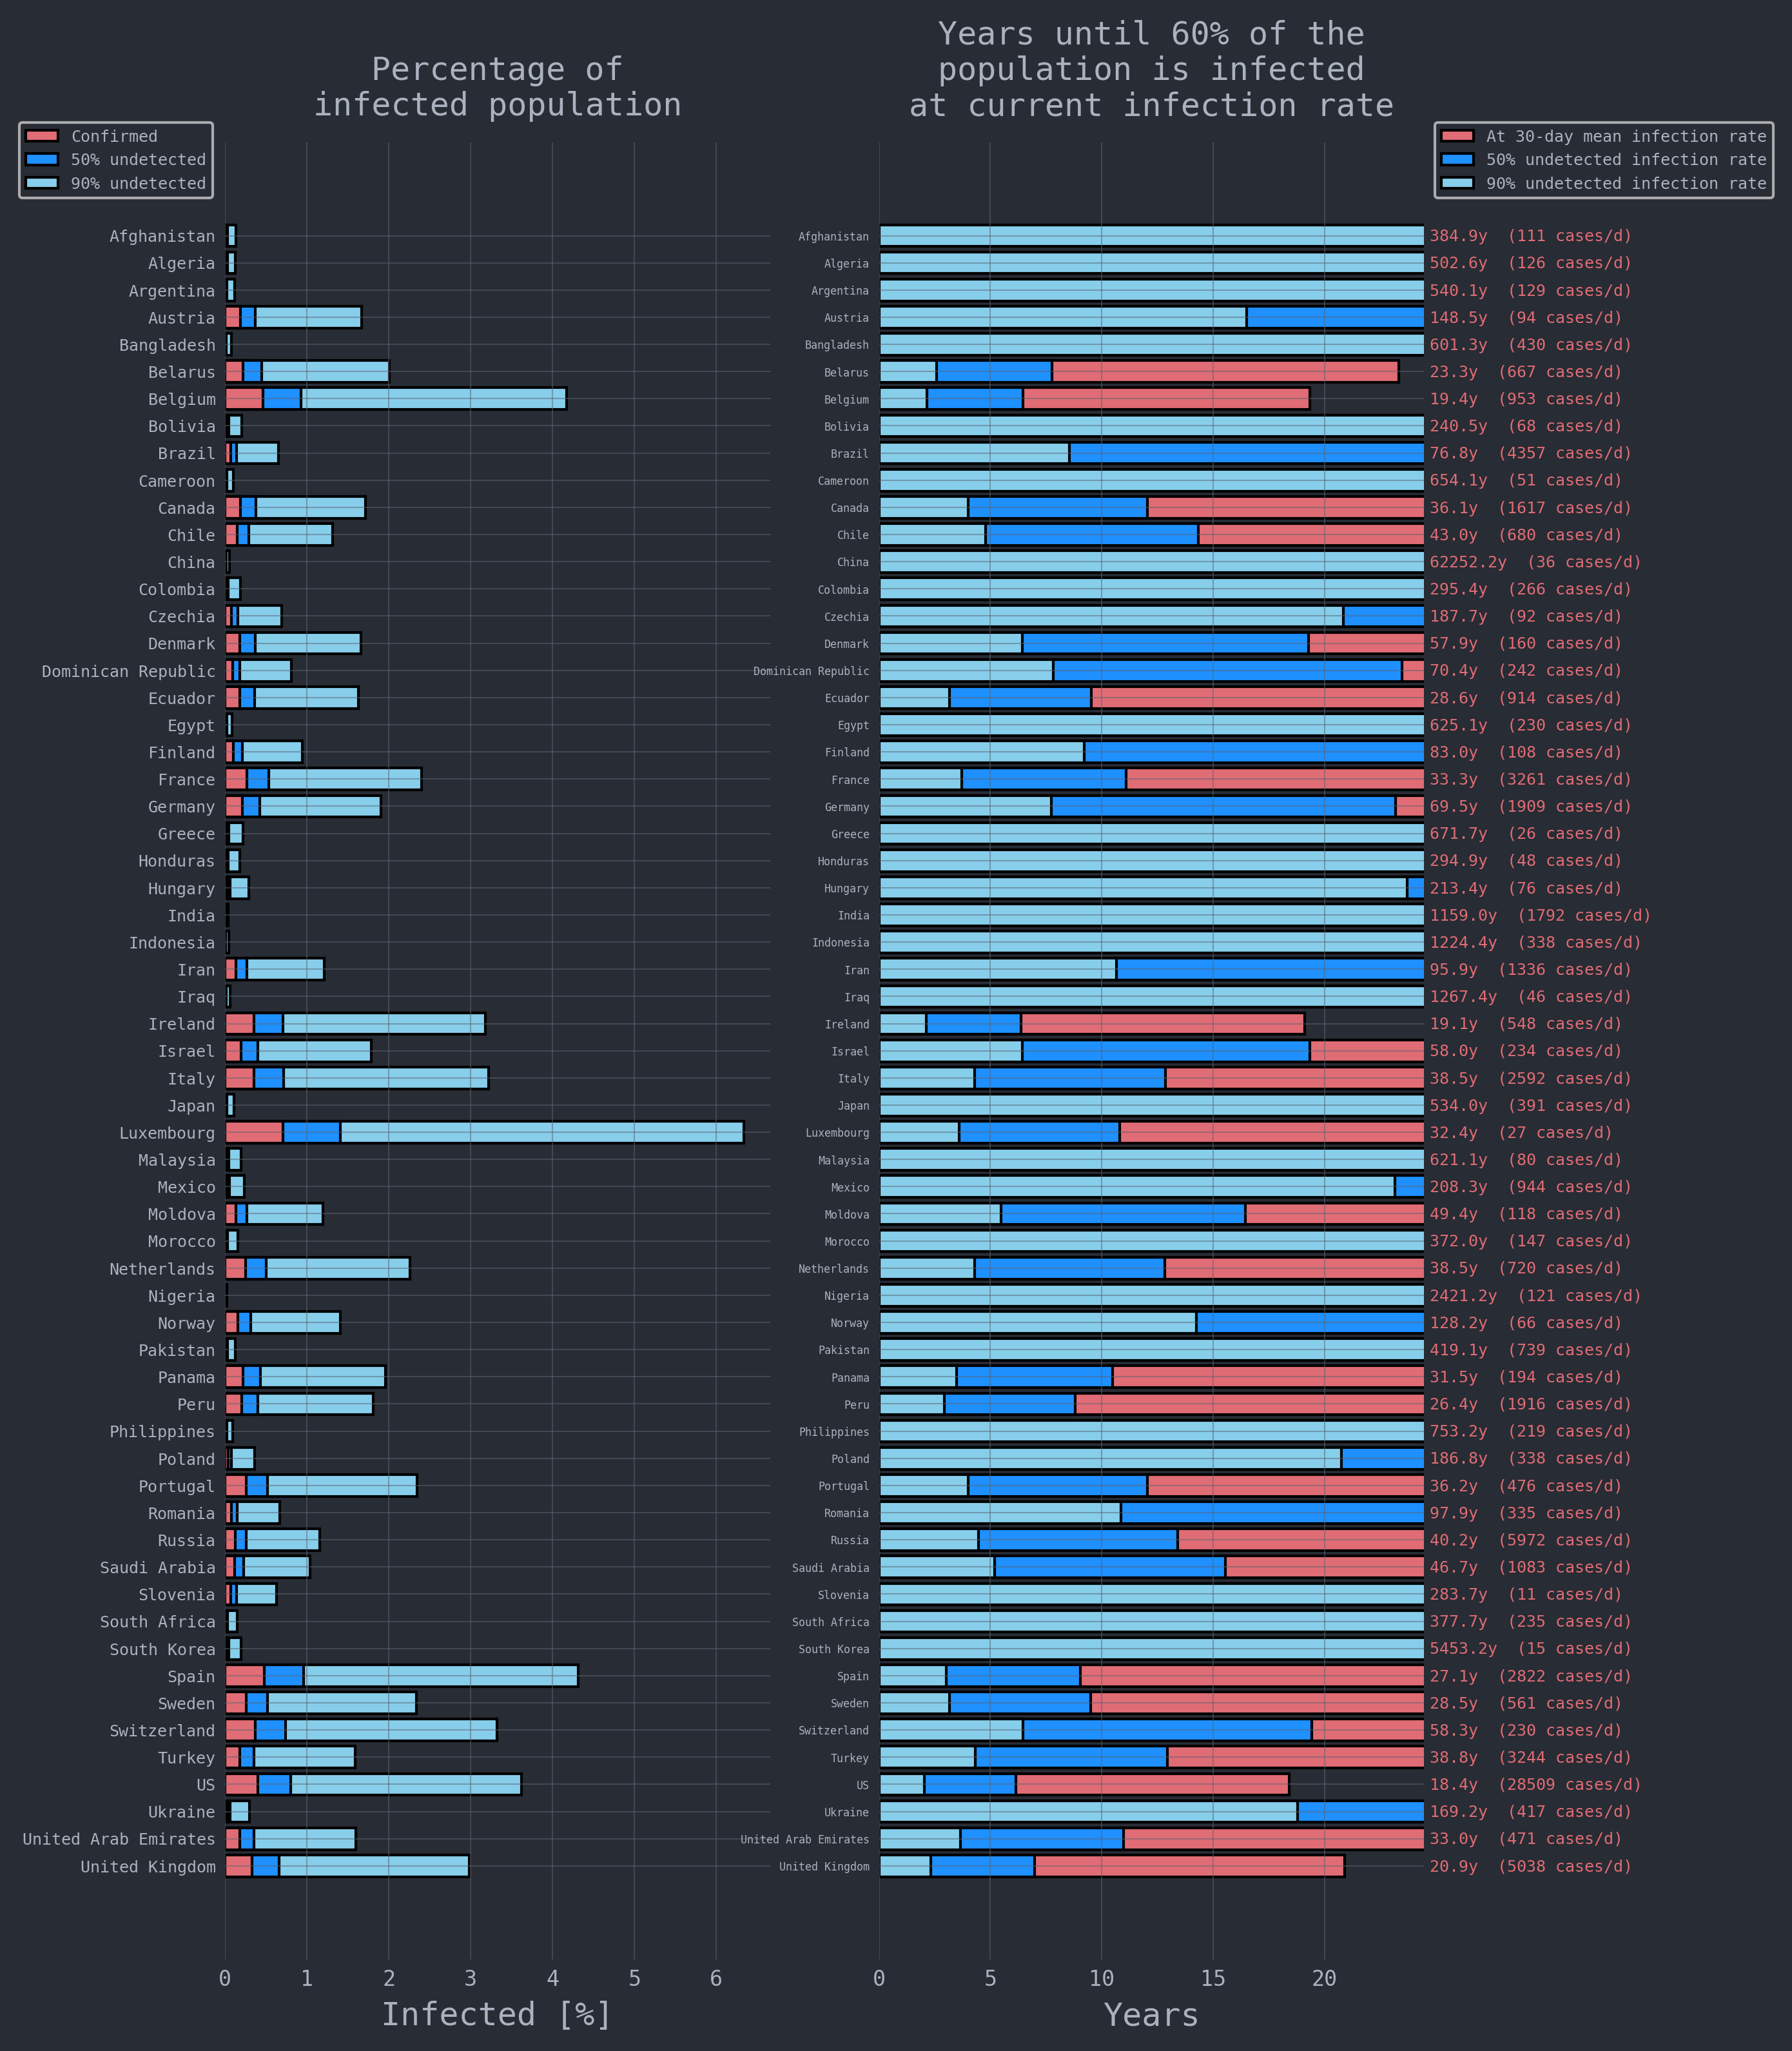 Percentage of
infected population
Years until 60% of the
population is infected
at current infection rate
Confirmed
50% undetected
90% undetected
At 30-day mean infection rate
50% undetected infection rate
90% undetected infection rate
Afghanistan Afghanistan 384.9y (111 cases/d)
Algeria Algeria 502.6y (126 cases/d)
Argentina Argentina 540.1y (129 cases/d)
Austria Austria 148.5y (94 cases/d)
Bangladesh Bangladesh 601.3y (430 cases/d)
Belarus Belarus 23.3y (667 cases/d)
Belgium Belgium 19.4y (953 cases/d)
Bolivia Bolivia 240.5y (68 cases/d)
Brazil Brazil 76.8y (4357 cases/d)
Cameroon Cameroon 654.1y (51 cases/d)
Canada Canada 36.1y (1617 cases/d)
Chile Chile 43.0y (680 cases/d)
China China 62252.2y (36 cases/d)
Colombia Colombia 295.4y (266 cases/d)
Czechia Czechia 187.7y (92 cases/d)
Denmark Denmark 57.9y (160 cases/d)
Dominican Republic Dominican Republic 70.4y (242 cases/d)
Ecuador Ecuador 28.6y (914 cases/d)
Egypt Egypt 625.1y (230 cases/d)
Finland Finland 83.0y (108 cases/d)
France France 33.3y (3261 cases/d)
Germany Germany 69.5y (1909 cases/d)
Greece Greece 671.7y (26 cases/d)
Honduras Honduras 294.9y (48 cases/d)
Hungary Hungary 213.4y (76 cases/d)
India India 1159.0y (1792 cases/d)
Indonesia Indonesia 1224.4y (338 cases/d)
Iran Iran 95.9y (1336 cases/d)
Iraq Iraq 1267.4y (46 cases/d)
Ireland Ireland 19.1y (548 cases/d)
Israel Israel 58.0y (234 cases/d)
Italy Italy 38.5y (2592 cases/d)
Japan Japan 534.0y (391 cases/d)
Luxembourg Luxembourg 32.4y (27 cases/d)
Malaysia Malaysia 621.1y (80 cases/d)
Mexico Mexico 208.3y (944 cases/d)
Moldova Moldova 49.4y (118 cases/d)
Morocco Morocco 372.0y (147 cases/d)
Netherlands Netherlands 38.5y (720 cases/d)
Nigeria Nigeria 2421.2y (121 cases/d)
Norway Norway 128.2y (66 cases/d)
Pakistan Pakistan 419.1y (739 cases/d)
Panama Panama 31.5y (194 cases/d)
Peru Peru 26.4y (1916 cases/d)
Philippines Philippines 753.2y (219 cases/d)
Poland Poland 186.8y (338 cases/d)
Portugal Portugal 36.2y (476 cases/d)
Romania Romania 97.9y (335 cases/d)
Russia Russia 40.2y (5972 cases/d)
Saudi Arabia Saudi Arabia 46.7y (1083 cases/d)
Slovenia Slovenia 283.7y (11 cases/d)
South Africa South Africa 377.7y (235 cases/d)
South Korea South Korea 5453.2y (15 cases/d)
Spain Spain 27.1y (2822 cases/d)
Sweden Sweden 28.5y (561 cases/d)
Switzerland Switzerland 58.3y (230 cases/d)
Turkey Turkey 38.8y (3244 cases/d)
US US 18.4y (28509 cases/d)
Ukraine Ukraine 169.2y (417 cases/d)
United Arab Emirates United Arab Emirates 33.0y (471 cases/d)
United Kingdom United Kingdom 20.9y (5038 cases/d)
0 1 2 3 4 5 6 0 5 10 15 20
Infected [%] Years